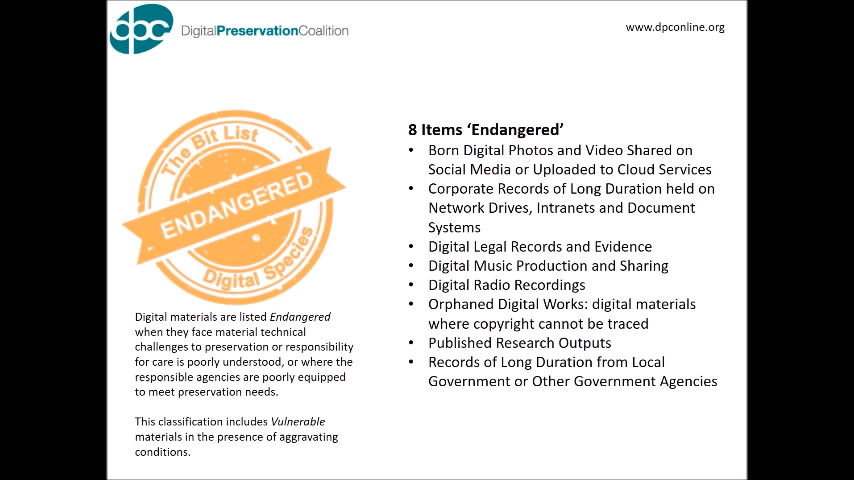 dpc DigitalPreservationCoalition
www.dpconline.org
The Bit List
ENDANGERED
Digital Species
Digital materials are listed Endangered
when they face material technical
challenges to preservation or responsibility
for care is poorly understood, or where the
responsible agencies are poorly equipped
to meet preservation needs.
This classification includes Vulnerable
materials in the presence of aggravating
conditions.
8 Items ‘Endangered’
• Born Digital Photos and Video Shared on
Social Media or Uploaded to Cloud Services
• Corporate Records of Long Duration held on
Network Drives, Intranets and Document
Systems
• Digital Legal Records and Evidence
• Digital Music Production and Sharing
• Digital Radio Recordings
• Orphaned Digital Works: digital materials
where copyright cannot be traced
• Published Research Outputs
• Records of Long Duration from Local
Government or Other Government Agencies